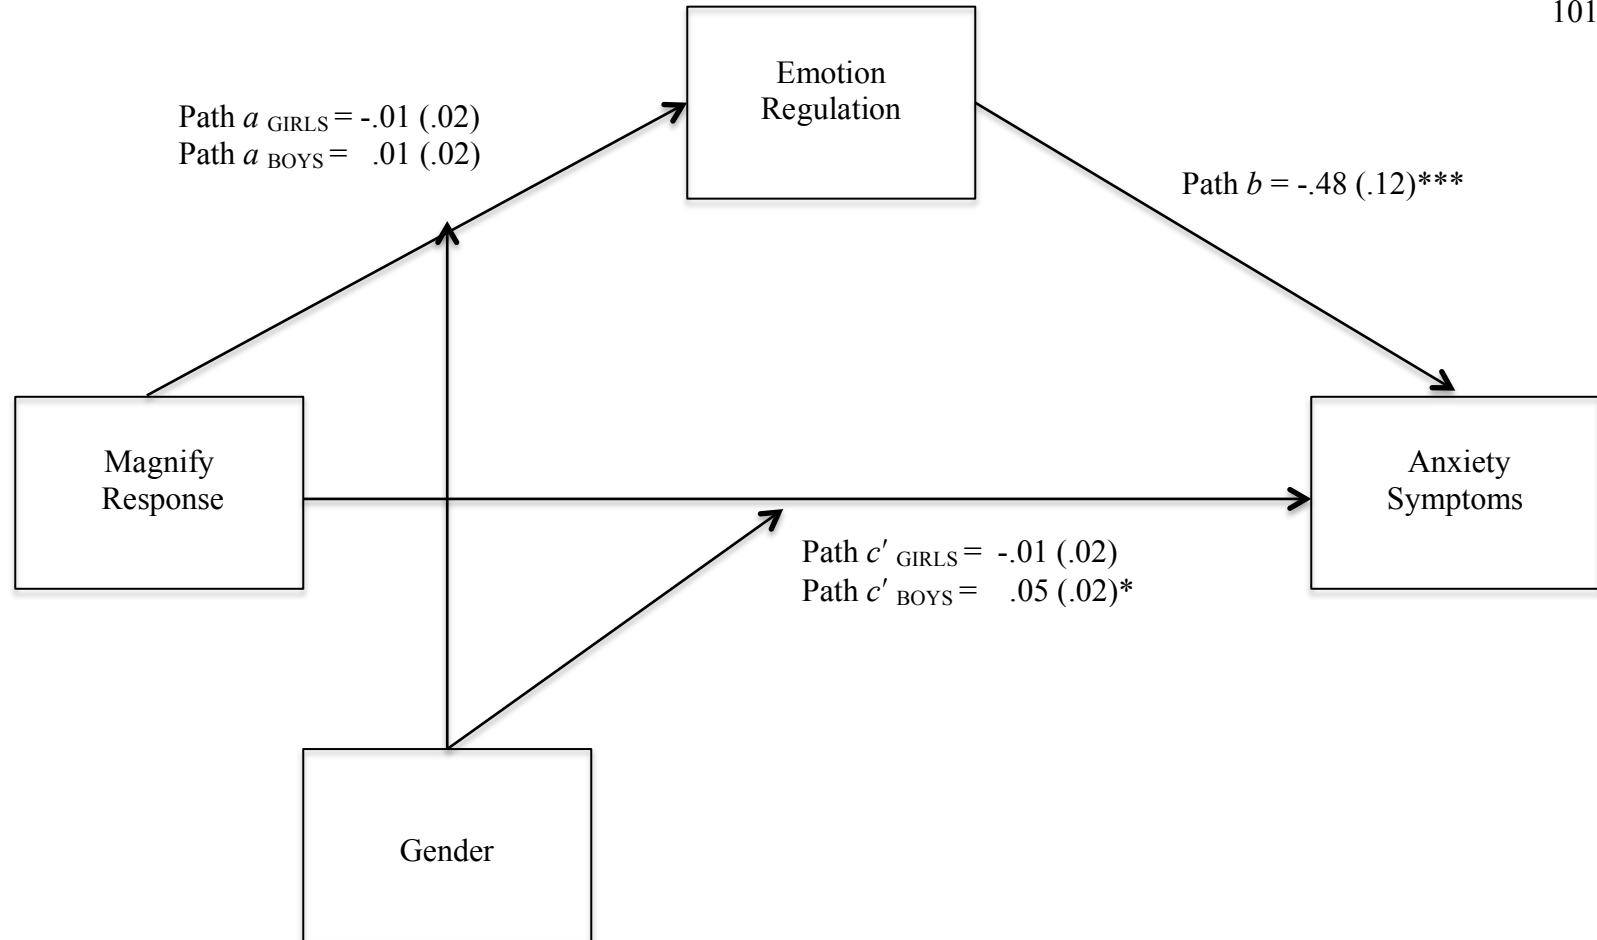 101
Emotion
Regulation
Path a GIRLS = -.01 (.02)
Path a BOYS = .01 (.02)
Path b = -.48 (.12)***
Magnify
Response
Anxiety
Symptoms
Path c′ GIRLS = -.01 (.02)
Path c′ BOYS = .05 (.02)*
Gender